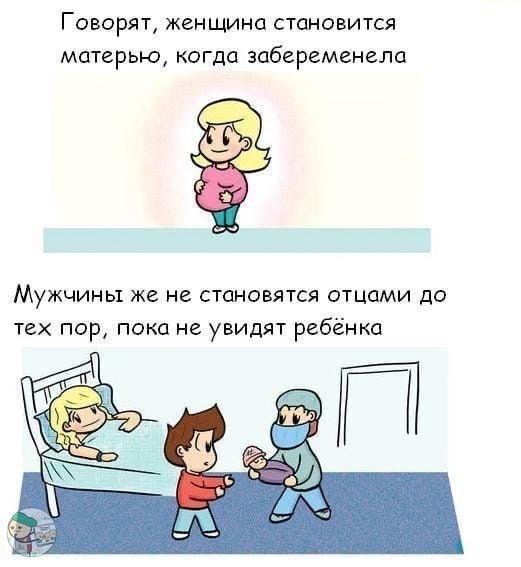 Говорят, женщина становится
матерью, когда забеременела
Мужчины же не становятся отцами до
тех пор, пока не увидят ребёнка